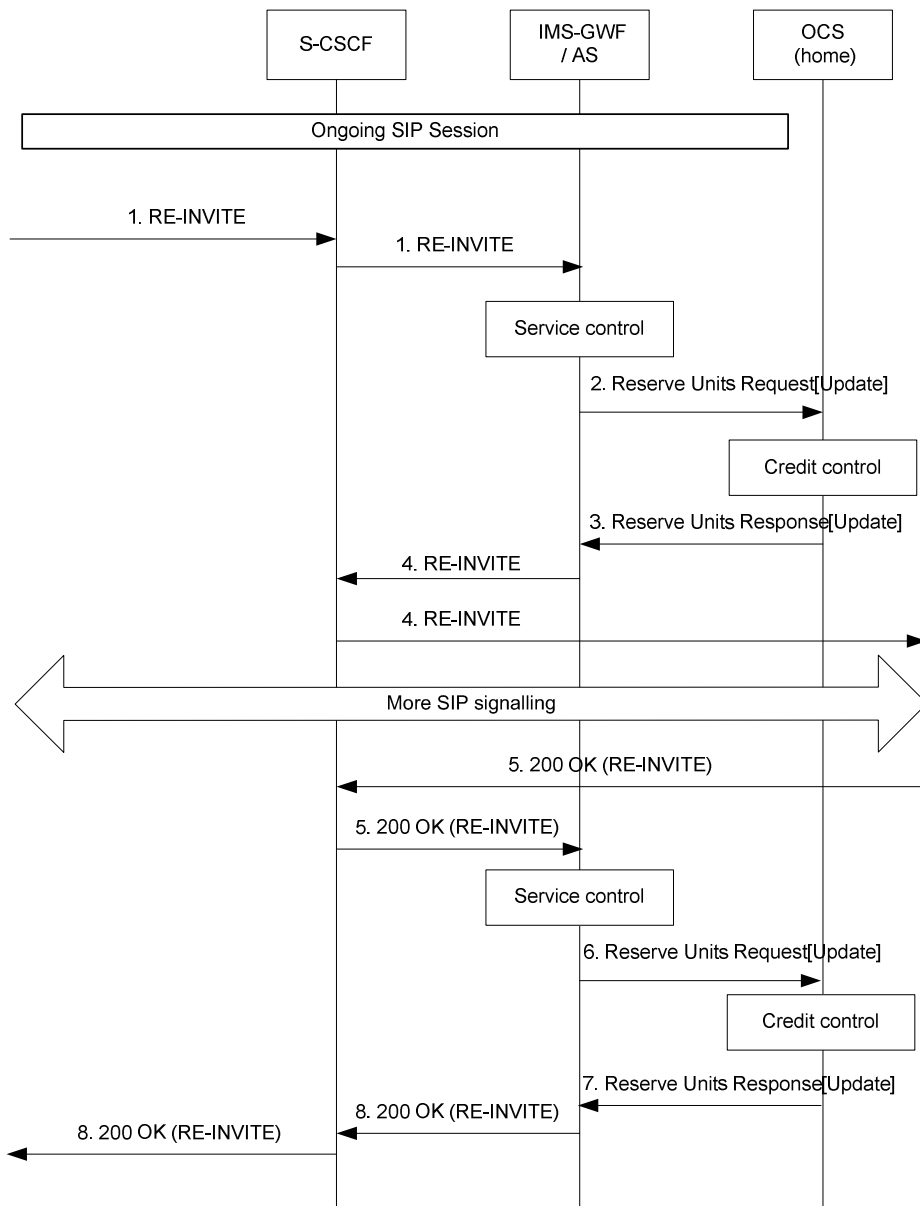 S-CSCF
IMS-GWF
/ AS
OCS
(home)
Ongoing SIP Session
1. RE-INVITE
1. RE-INVITE
Service control
2. Reserve Units Request[Update]
Credit control
3. Reserve Units Response[Update]
4. RE-INVITE
4. RE-INVITE
More SIP signalling
5. 200 OK (RE-INVITE)
5. 200 OK (RE-INVITE)
Service control
6. Reserve Units Request[Update]
Credit control
7. Reserve Units Response[Update]
8. 200 OK (RE-INVITE)
8. 200 OK (RE-INVITE)